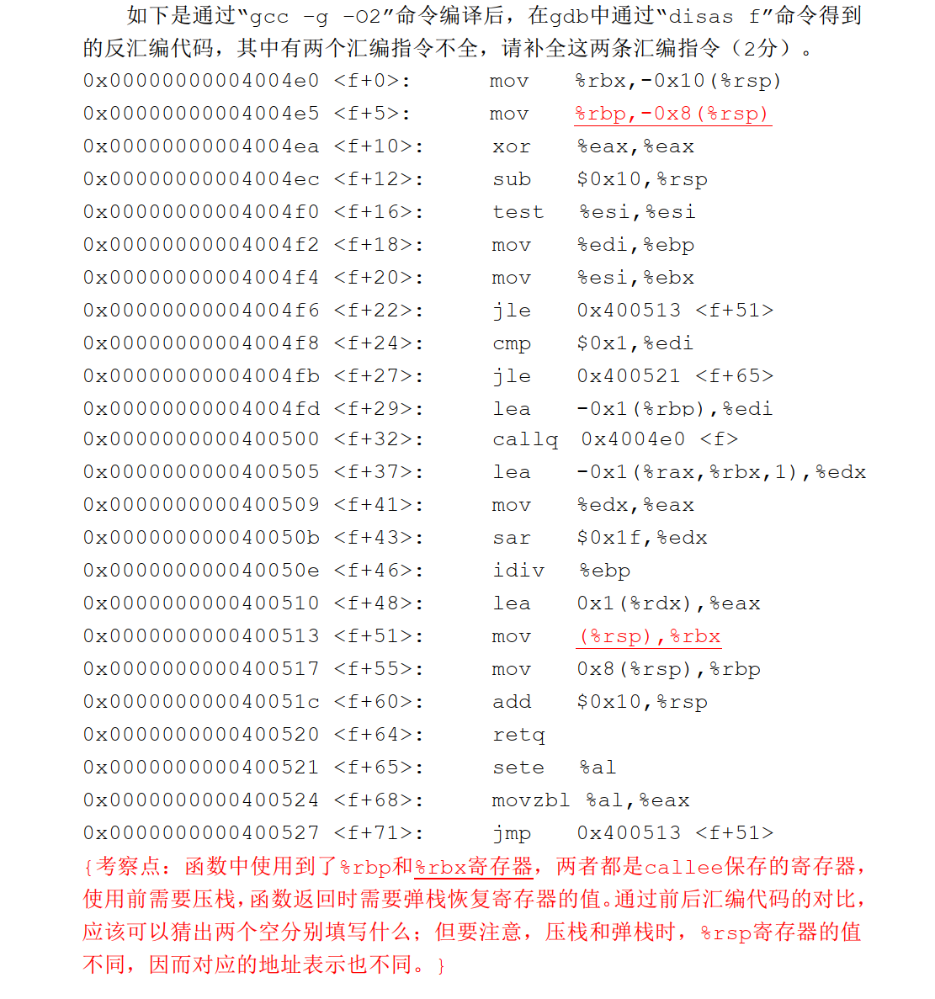 如下是通过“gcc –g –O2”命令编译后，在gdb中通过“disas f”命令得到
的反汇编代码，其中有两个汇编指令不全，请补全这两条汇编指令（2分）。
0x00000000004004e0 <f+0>: mov %rbx,-0x10(%rsp)
0x00000000004004e5 <f+5>: mov %rbp,-0x8(%rsp)
0x00000000004004ea <f+10>: xor %eax,%eax
0x00000000004004ec <f+12>: sub $0x10,%rsp
0x00000000004004f0 <f+16>: test %esi,%esi
0x00000000004004f2 <f+18>: mov %edi,%ebp
0x00000000004004f4 <f+20>: mov %esi,%ebx
0x00000000004004f6 <f+22>: jle 0x400513 <f+51>
0x00000000004004f8 <f+24>: cmp $0x1,%edi
0x00000000004004fb <f+27>: jle 0x400521 <f+65>
0x00000000004004fd <f+29>: lea -0x1(%rbp),%edi
0x0000000000400500 <f+32>: callq 0x4004e0 <f>
0x0000000000400505 <f+37>: lea -0x1(%rax,%rbx,1),%edx
0x0000000000400509 <f+41>: mov %edx,%eax
0x000000000040050b <f+43>: sar $0x1f,%edx
0x000000000040050e <f+46>: idiv %ebp
0x0000000000400510 <f+48>: lea 0x1(%rdx),%eax
0x0000000000400513 <f+51>: mov (%rsp),%rbx
0x0000000000400517 <f+55>: mov 0x8(%rsp),%rbp
0x000000000040051c <f+60>: add $0x10,%rsp
0x0000000000400520 <f+64>: retq
0x0000000000400521 <f+65>: sete %al
0x0000000000400524 <f+68>: movzbl %al,%eax
0x0000000000400527 <f+71>: jmp 0x400513 <f+51>
{考察点：函数中使用到了%rbp和%rbx寄存器，两者都是callee保存的寄存器，
使用前需要压栈，函数返回时需要弹栈恢复寄存器的值。通过前后汇编代码的对比，
应该可以猜出两个空分别填写什么；但要注意，压栈和弹栈时，%rsp寄存器的值
不同，因而对应的地址表示也不同。}